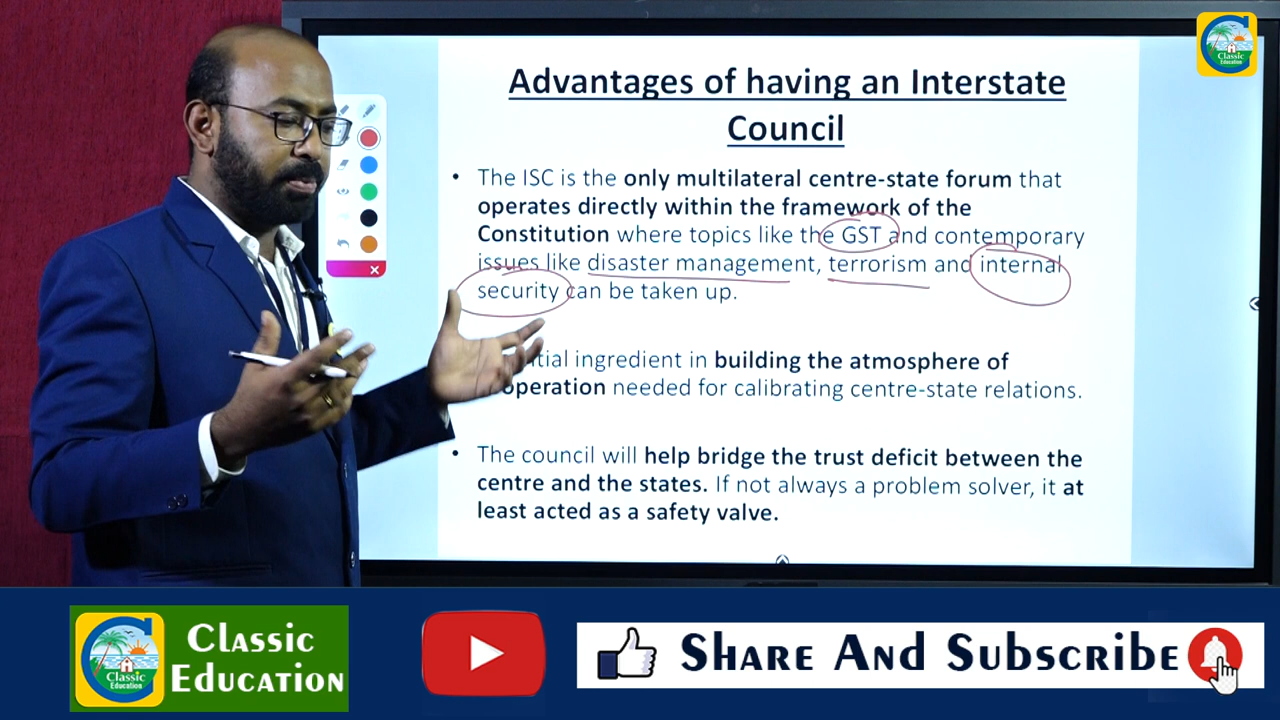 Classic
Education
Advantages of having an Interstate
Council
• The ISC is the only multilateral centre-state forum that
operates directly within the framework of the
Constitution where topics like the GST and contemporary
issues like disaster management, terrorism and internal
security can be taken up.
ingredient in building the atmosphere of
needed for calibrating centre-state relations.
• The council will help bridge the trust deficit between the
centre and the states. If not always a problem solver, it at
least acted as a safety valve.
Classic
Education
Classic
Education
Share And Subscribe